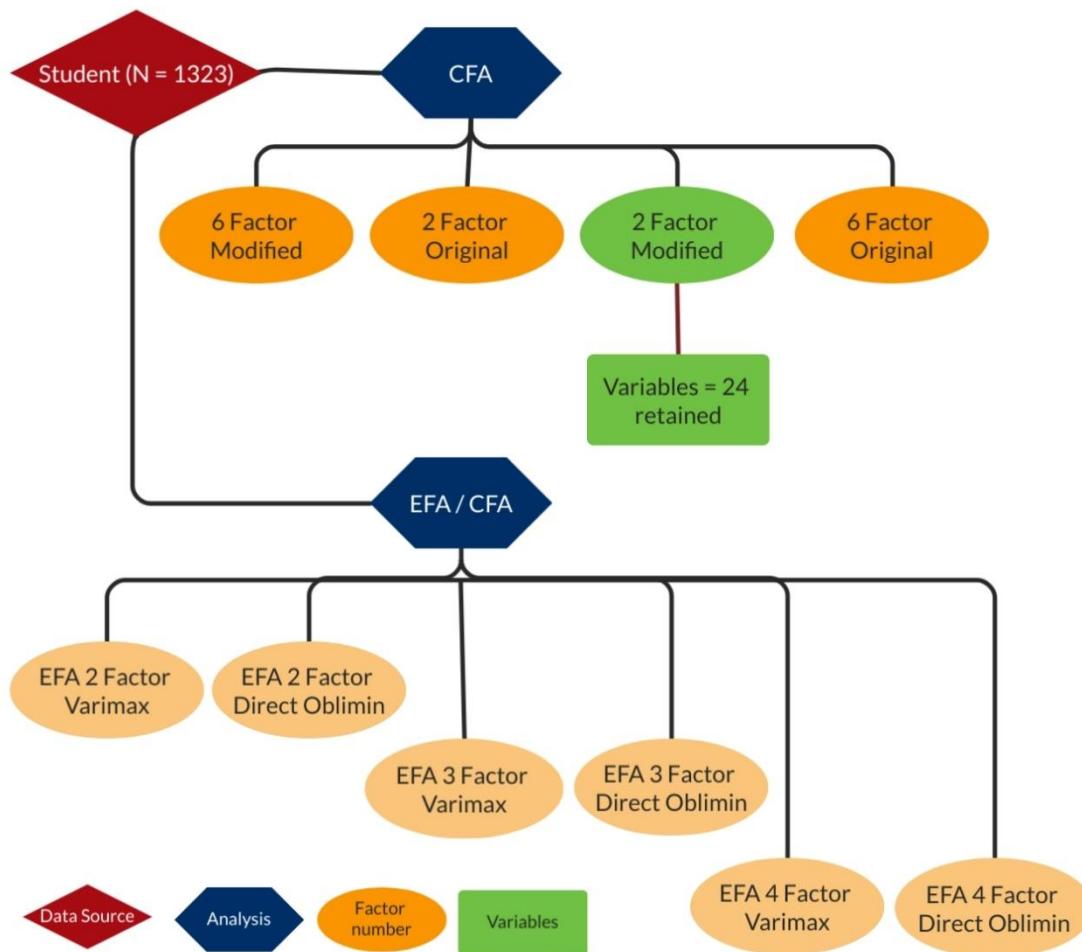 Student (N = 1323)
CFA
6 Factor
Modified
2 Factor
Original
2 Factor
Modified
6 Factor
Original
Variables = 24
retained
EFA / CFA
EFA 2 Factor
Varimax
EFA 2 Factor
Direct Oblimin
EFA 3 Factor
Varimax
EFA 3 Factor
Direct Oblimin
EFA 4 Factor
Varimax
EFA 4 Factor
Direct Oblimin
Data Source
Analysis
Factor
number
Variables